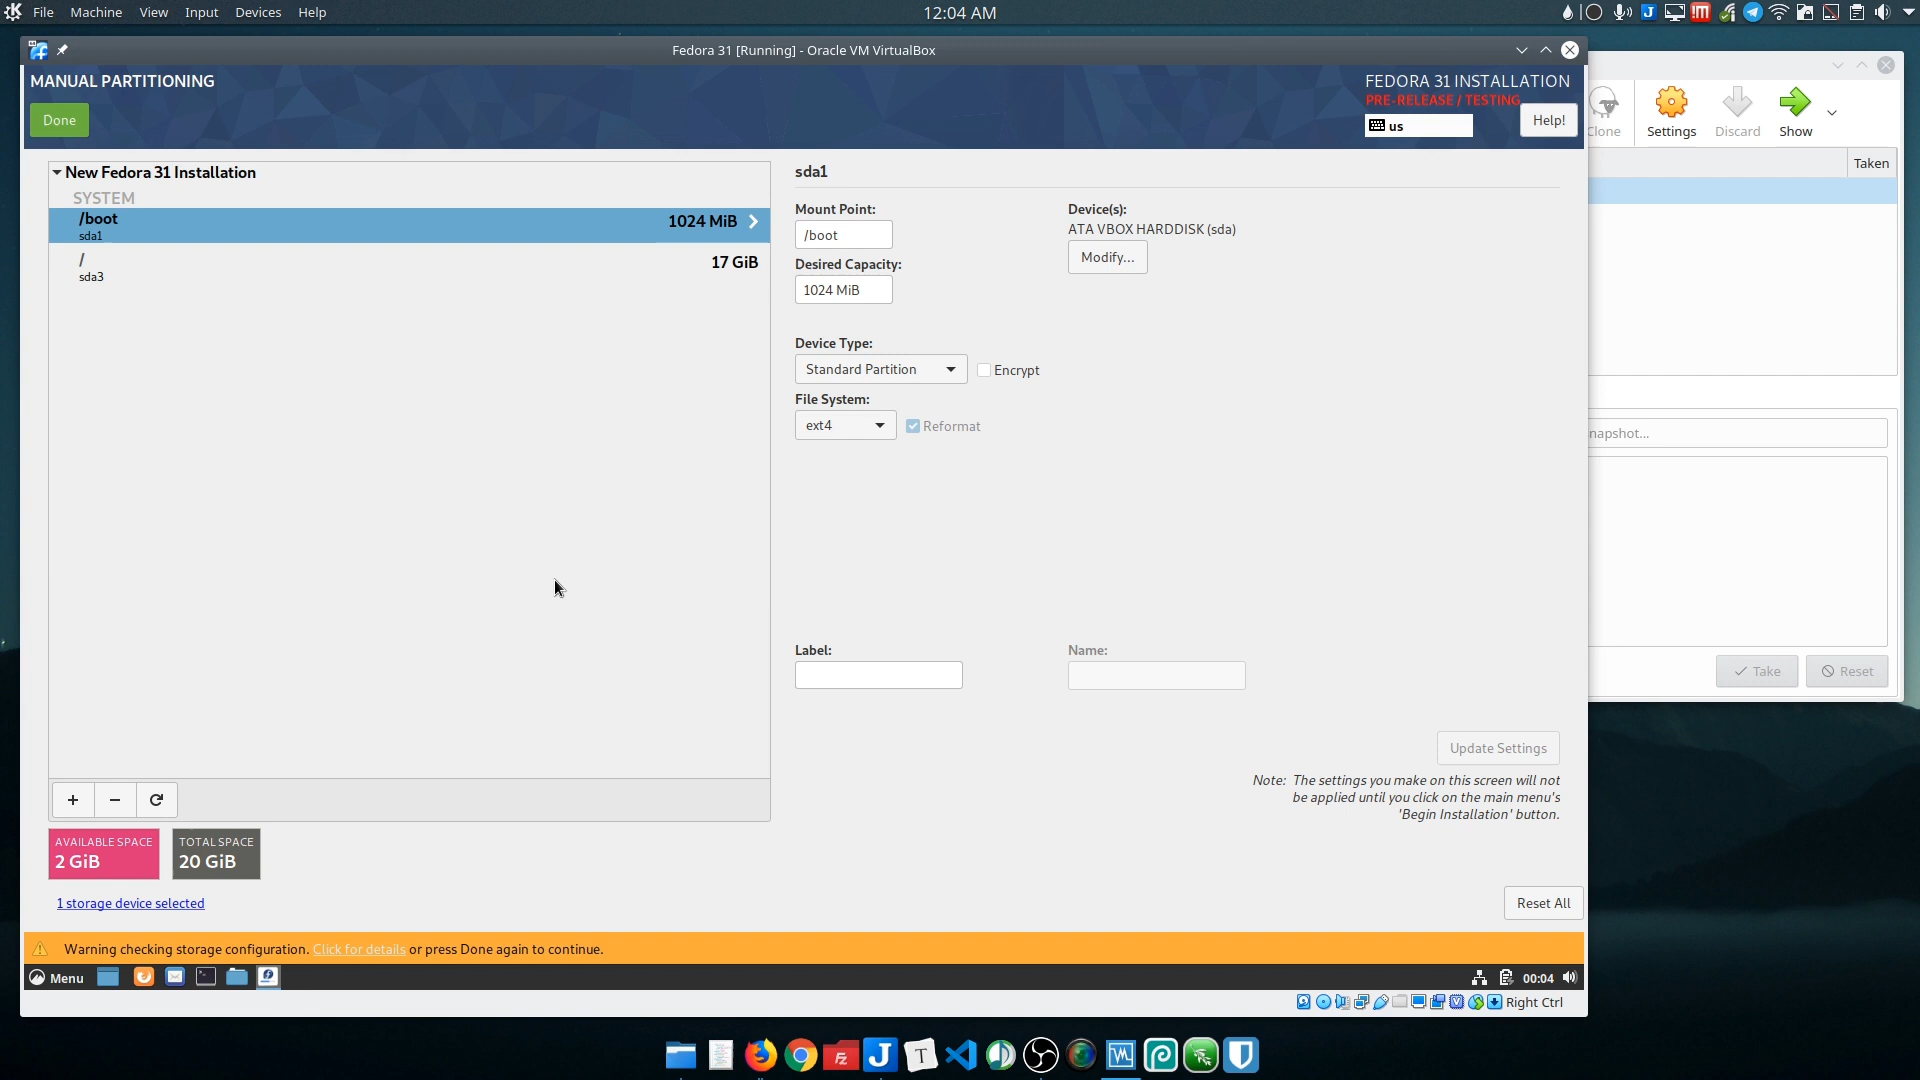 File Machine View Input Devices Help
12:04 AM
Fedora 31 [Running] - Oracle VM VirtualBox
MANUAL PARTITIONING
Done
FEDORA 31 INSTALLATION
PRE-RELEASE / TESTING
us
Help!
Clone
Settings
Discard
Show
Taken
New Fedora 31 Installation
SYSTEM
/boot
sda1
1024 MiB
/
sda3
17 GiB
sda1
Mount Point:
/boot
Desired Capacity:
1024 MiB
Device(s):
ATA VBOX HARDDISK (sda)
Modify...
Device Type:
Standard Partition
Encrypt
File System:
ext4
Reformat
Label:
Name:
napshot...
Take
Reset
Update Settings
Note: The settings you make on this screen will not
be applied until you click on the main menu's
'Begin Installation' button.
+ -
AVAILABLE SPACE
2 GiB
TOTAL SPACE
20 GiB
1 storage device selected
Reset All
Warning checking storage configuration. Click for details or press Done again to continue.
Menu
00:04
Right Ctrl